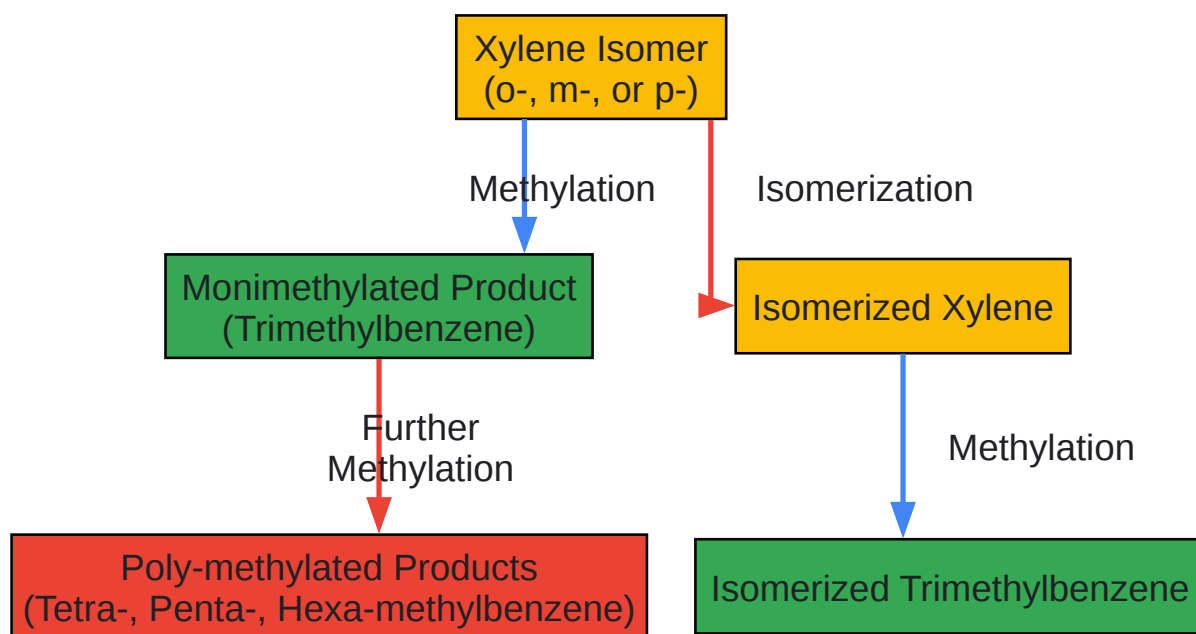 Xylene Isomer
(o-, m-, or p-)
Methylation
Isomerization
Monimethylated Product
(Trimethylbenzene)
Isomerized Xylene
Further
Methylation
Methylation
Poly-methylated Products
(Tetra-, Penta-, Hexa-methylbenzene)
Isomerized Trimethylbenzene